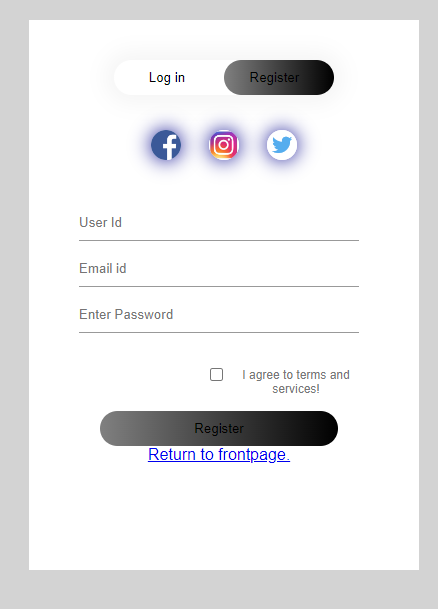 Log in Register
User Id
Email id
Enter Password
I agree to terms and
services!
Register
Return to frontpage.